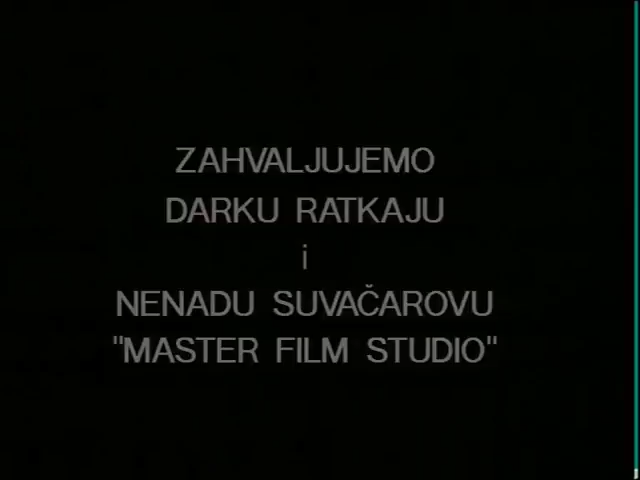 ZAHVALJUJEMO
DARKU RATKAJU
i
NENADU SUVAČAROVU
"MASTER FILM STUDIO"